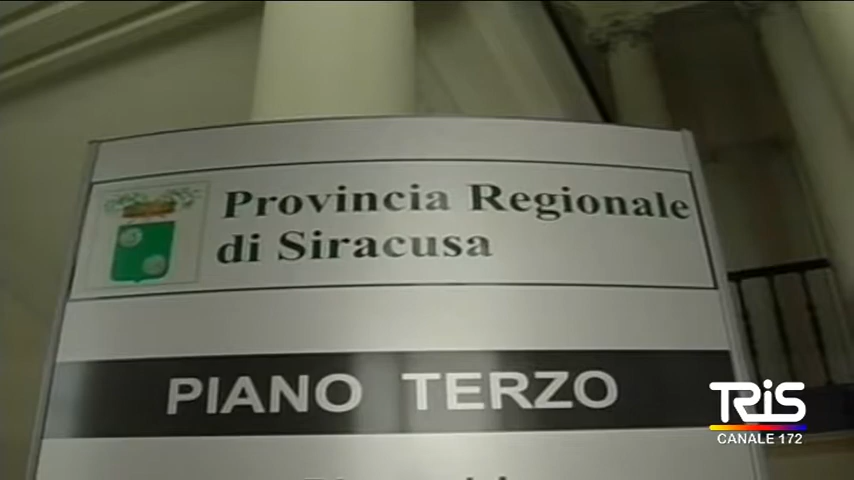 Provincia Regionale
di Siracusa
PIANO TERZO
TRiS
CANALE 172